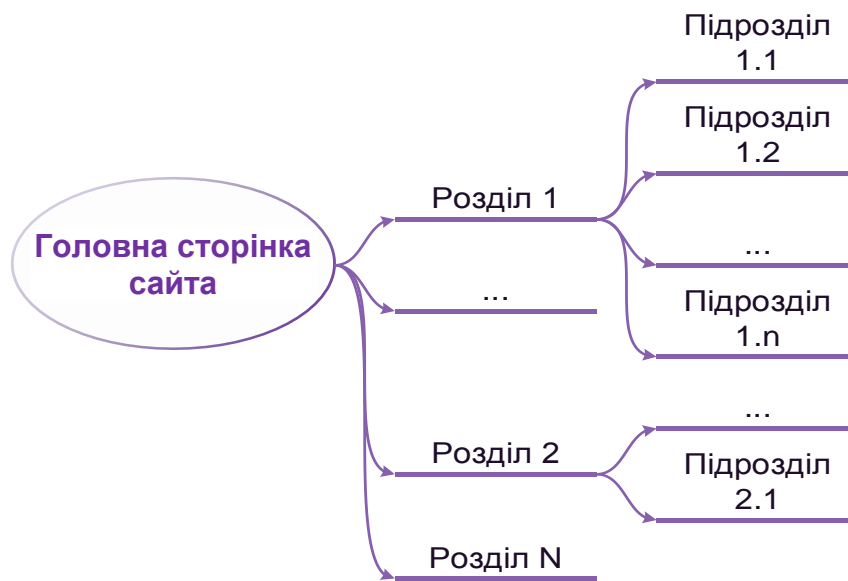 Головна сторінка
сайта
Розділ 1
...
Розділ 2
Розділ N
Підрозділ
1.1
Підрозділ
1.2
...
Підрозділ
1.n
...
Підрозділ
2.1